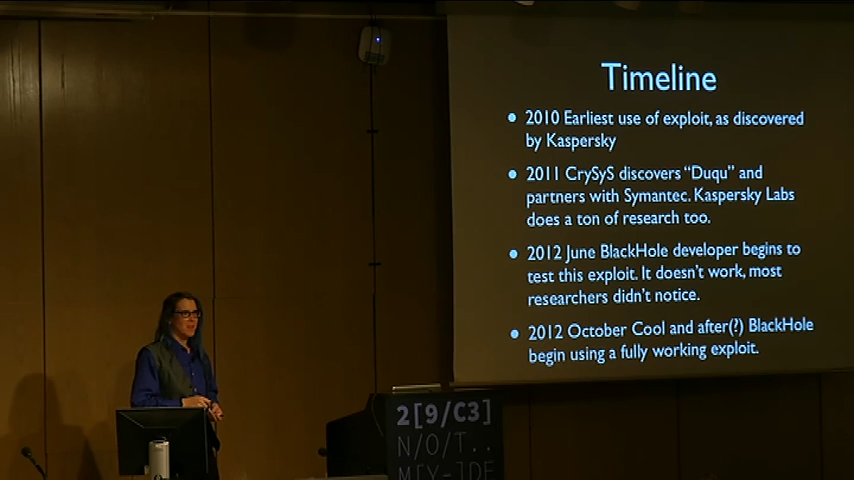 Timeline
• 2010 Earliest use of exploit, as discovered
by Kaspersky
• 2011 CrySyS discovers "Duqu" and
partners with Symantec. Kaspersky Labs
does a ton of research too.
• 2012 June BlackHole developer begins to
test this exploit. It doesn't work, most
researchers didn't notice.
• 2012 October Cool and after(?) BlackHole
begin using a fully working exploit.
2[9/C3]
N/O/T..
M[Y-]DE